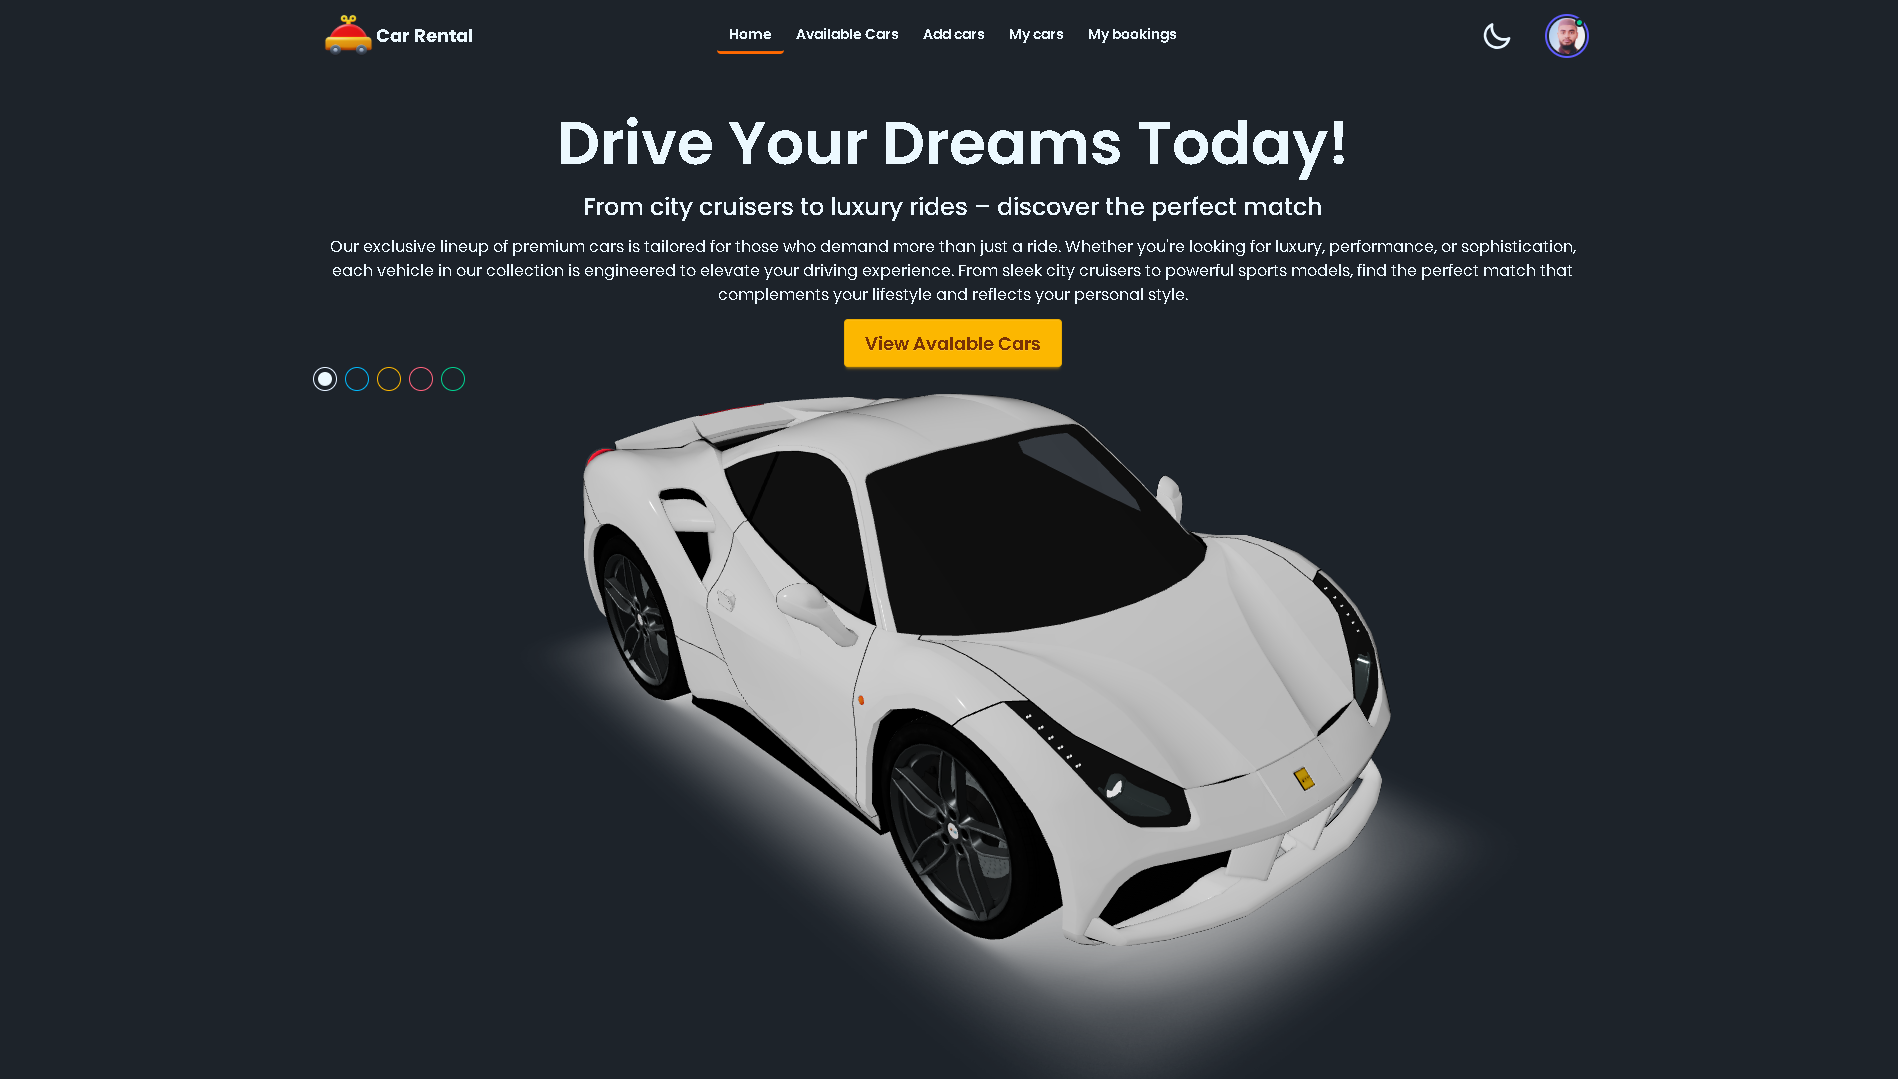 Car Rental
Home
Available Cars
Add cars
My cars
My bookings
Drive Your Dreams Today!
From city cruisers to luxury rides – discover the perfect match
Our exclusive lineup of premium cars is tailored for those who demand more than just a ride. Whether you're looking for luxury, performance, or sophistication,
each vehicle in our collection is engineered to elevate your driving experience. From sleek city cruisers to powerful sports models, find the perfect match that
complements your lifestyle and reflects your personal style.
View Avalable Cars